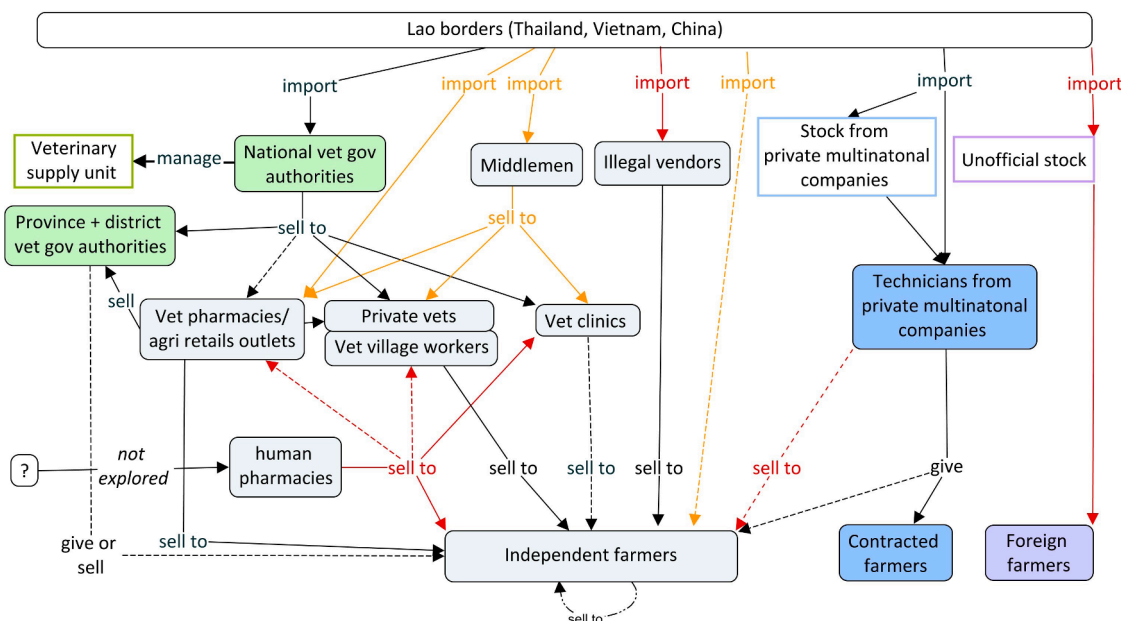 Lao borders (Thailand, Vietnam, China)
import
import
import
import
import
import
import
Veterinary
supply unit
manage
National vet gov
authorities
Middlemen
Illegal vendors
Stock from
private multinatonal
companies
Unofficial stock
Province + district
vet gov authorities
sell to
sell to
sell
Vet pharmacies/
agri retails outlets
Private vets
Vet village workers
Vet clinics
Technicians from
private multinatonal
companies
?
not
explored
human
pharmacies
sell to
sell to
sell to
sell to
sell to
give
give or
sell
sell to
Independent farmers
Contracted
farmers
Foreign
farmers
sell to